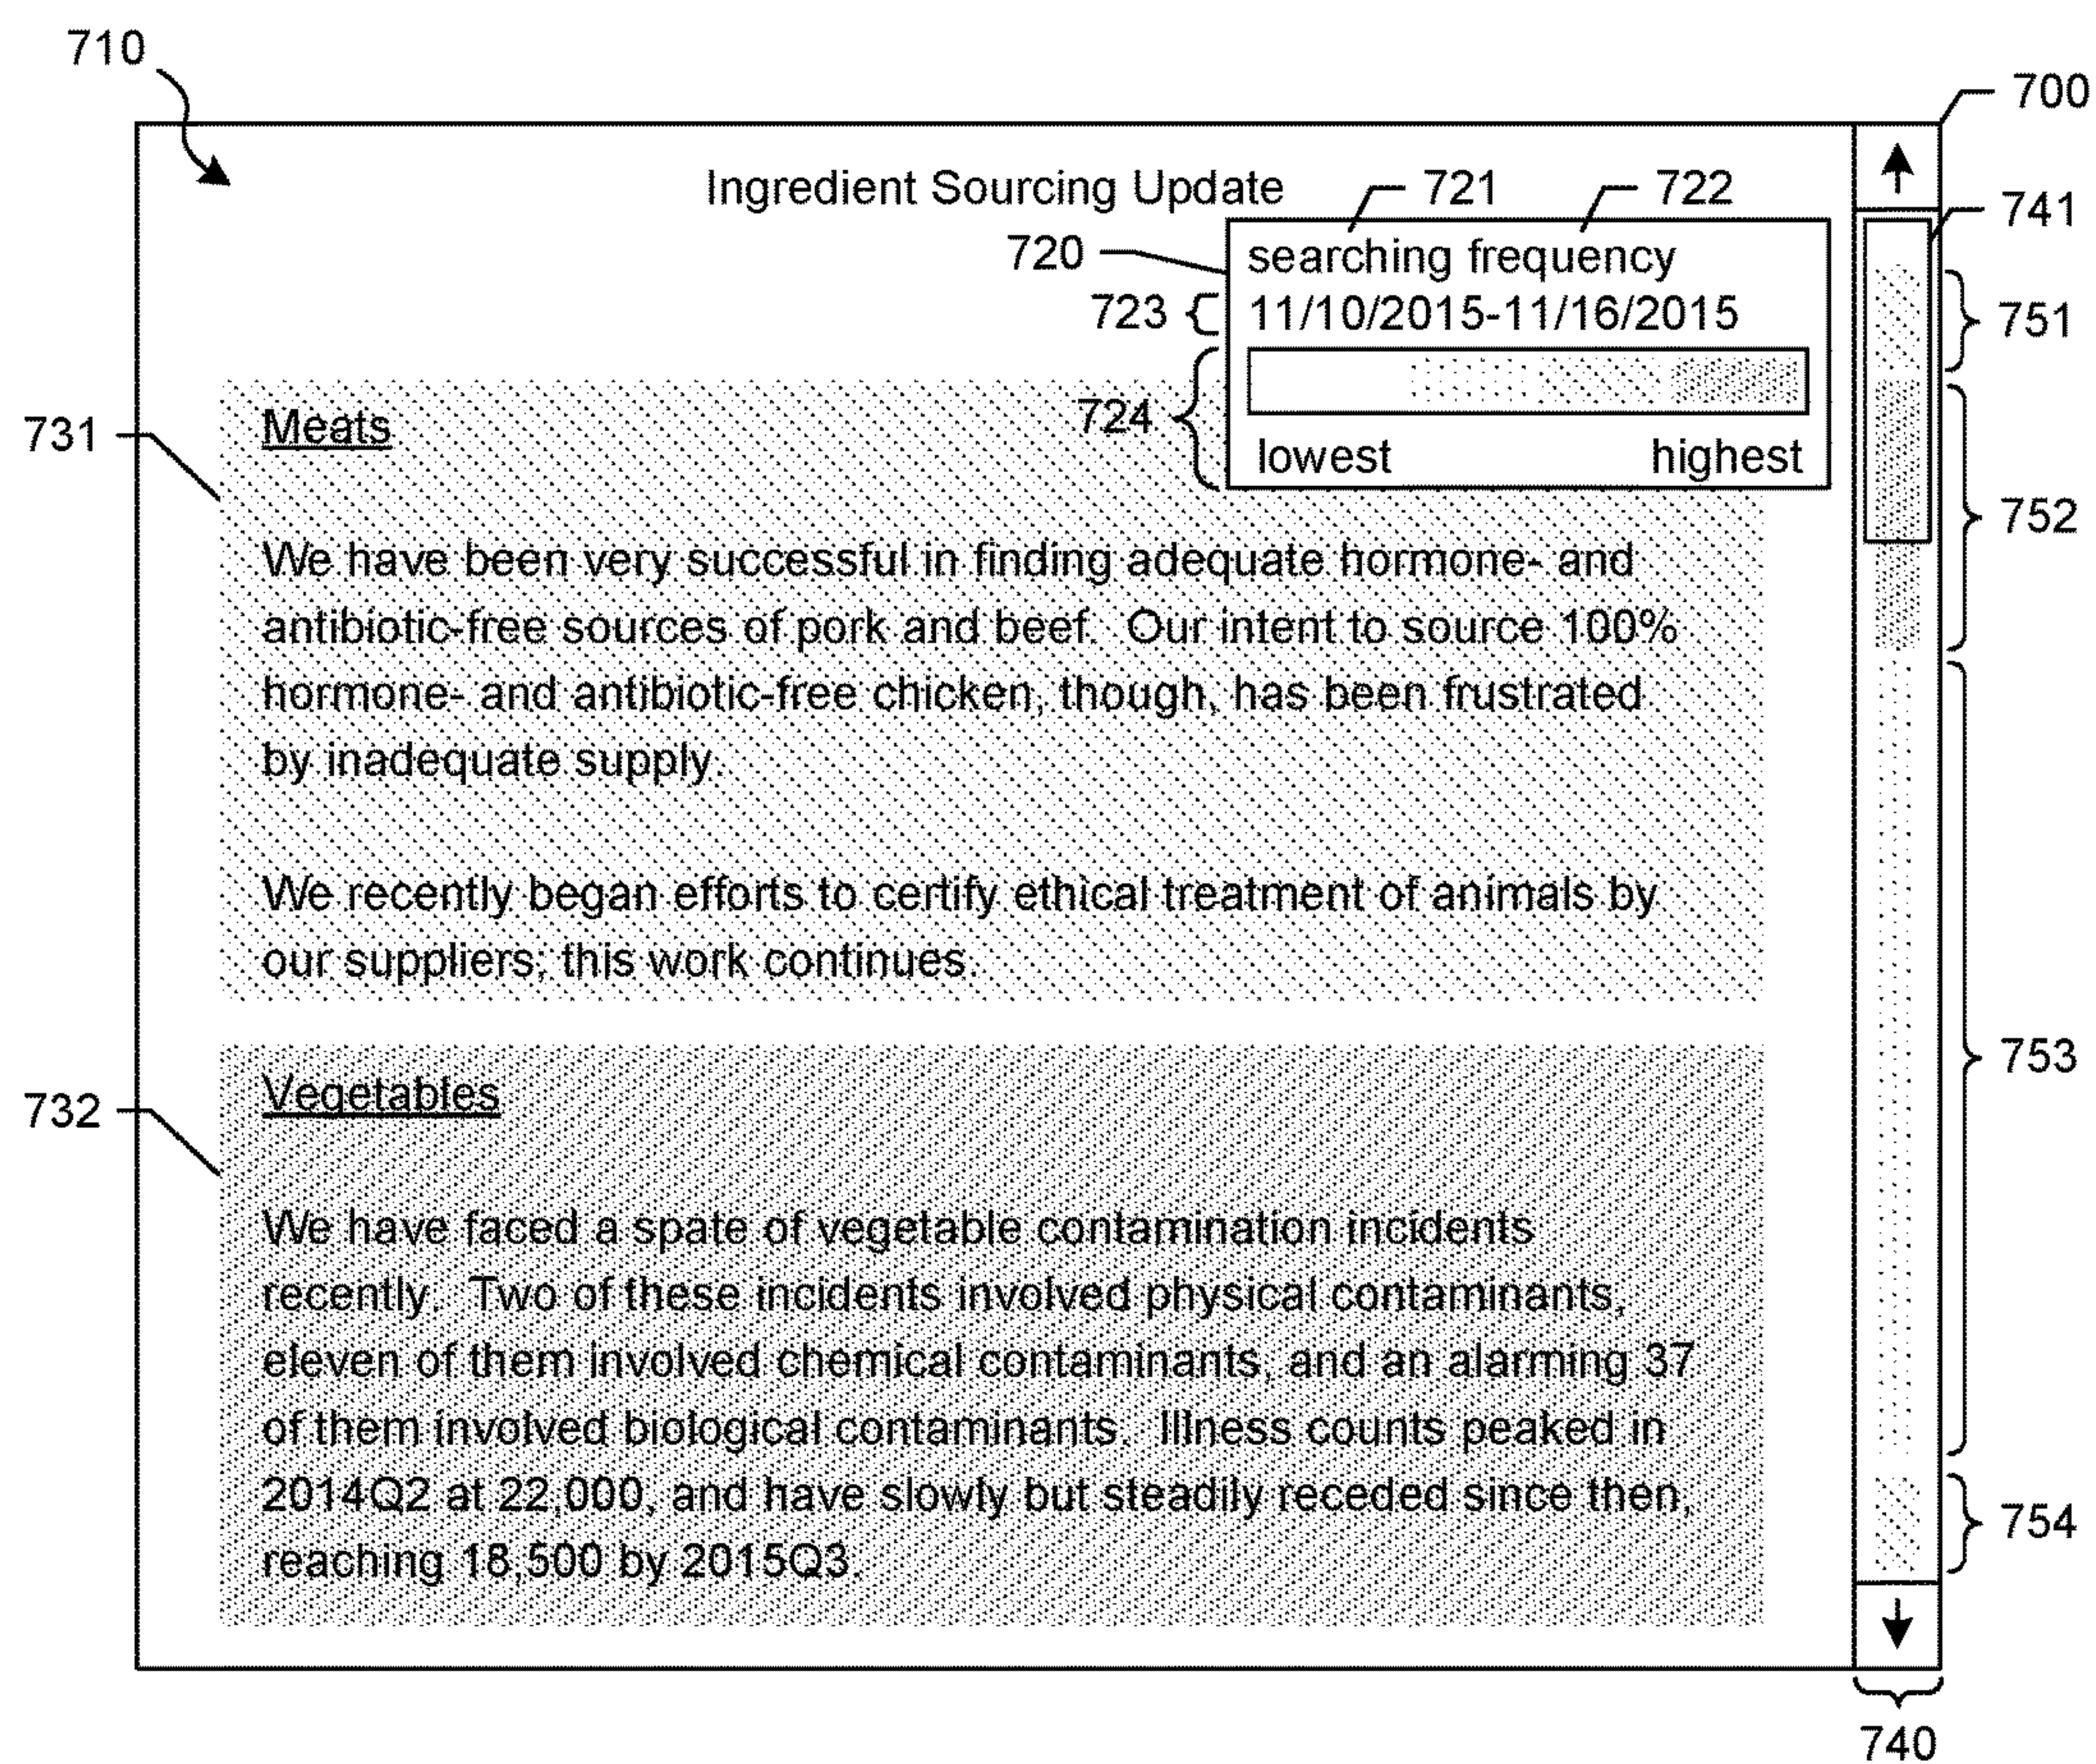 710
700
Ingredient Sourcing Update
721
722
741
720
searching frequency
723
11/10/2015-11/16/2015
751
724
lowest highest
731
Meats
752
We have been very successful in finding adequate hormone- and
antibiotic-free sources of pork and beef. Our intent to source 100%
hormone- and antibiotic-free chicken, though, has been frustrated
by inadequate supply.
We recently began efforts to certify ethical treatment of animals by
our suppliers; this work continues.
753
732
Vegetables
We have faced a spate of vegetable contamination incidents
recently. Two of these incidents involved physical contaminants,
eleven of them involved chemical contaminants, and an alarming 37
of them involved biological contaminants. Illness counts peaked in
2014Q2 at 22,000, and have slowly but steadily receded since then,
reaching 18,500 by 2015Q3.
754
740